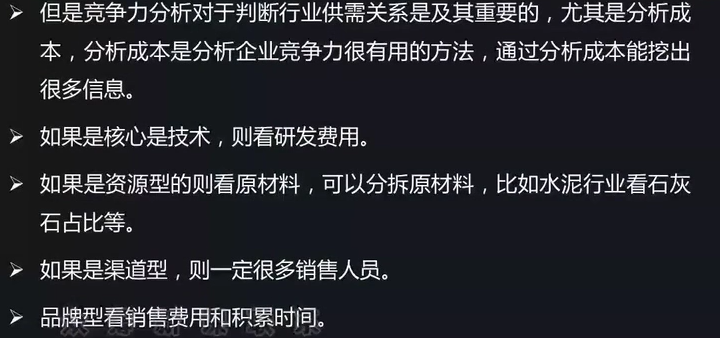 ➢ 但是竞争力分析对于判断行业供需关系是及其重要的，尤其是分析成
本，分析成本是分析企业竞争力很有用的方法，通过分析成本能挖出
很多信息。
➢ 如果是核心是技术，则看研发费用。
➢ 如果是资源型的则看原材料，可以分拆原材料，比如水泥行业看石灰
石占比等。
➢ 如果是渠道型，则一定很多销售人员。
➢ 品牌型看销售费用和积累时间。